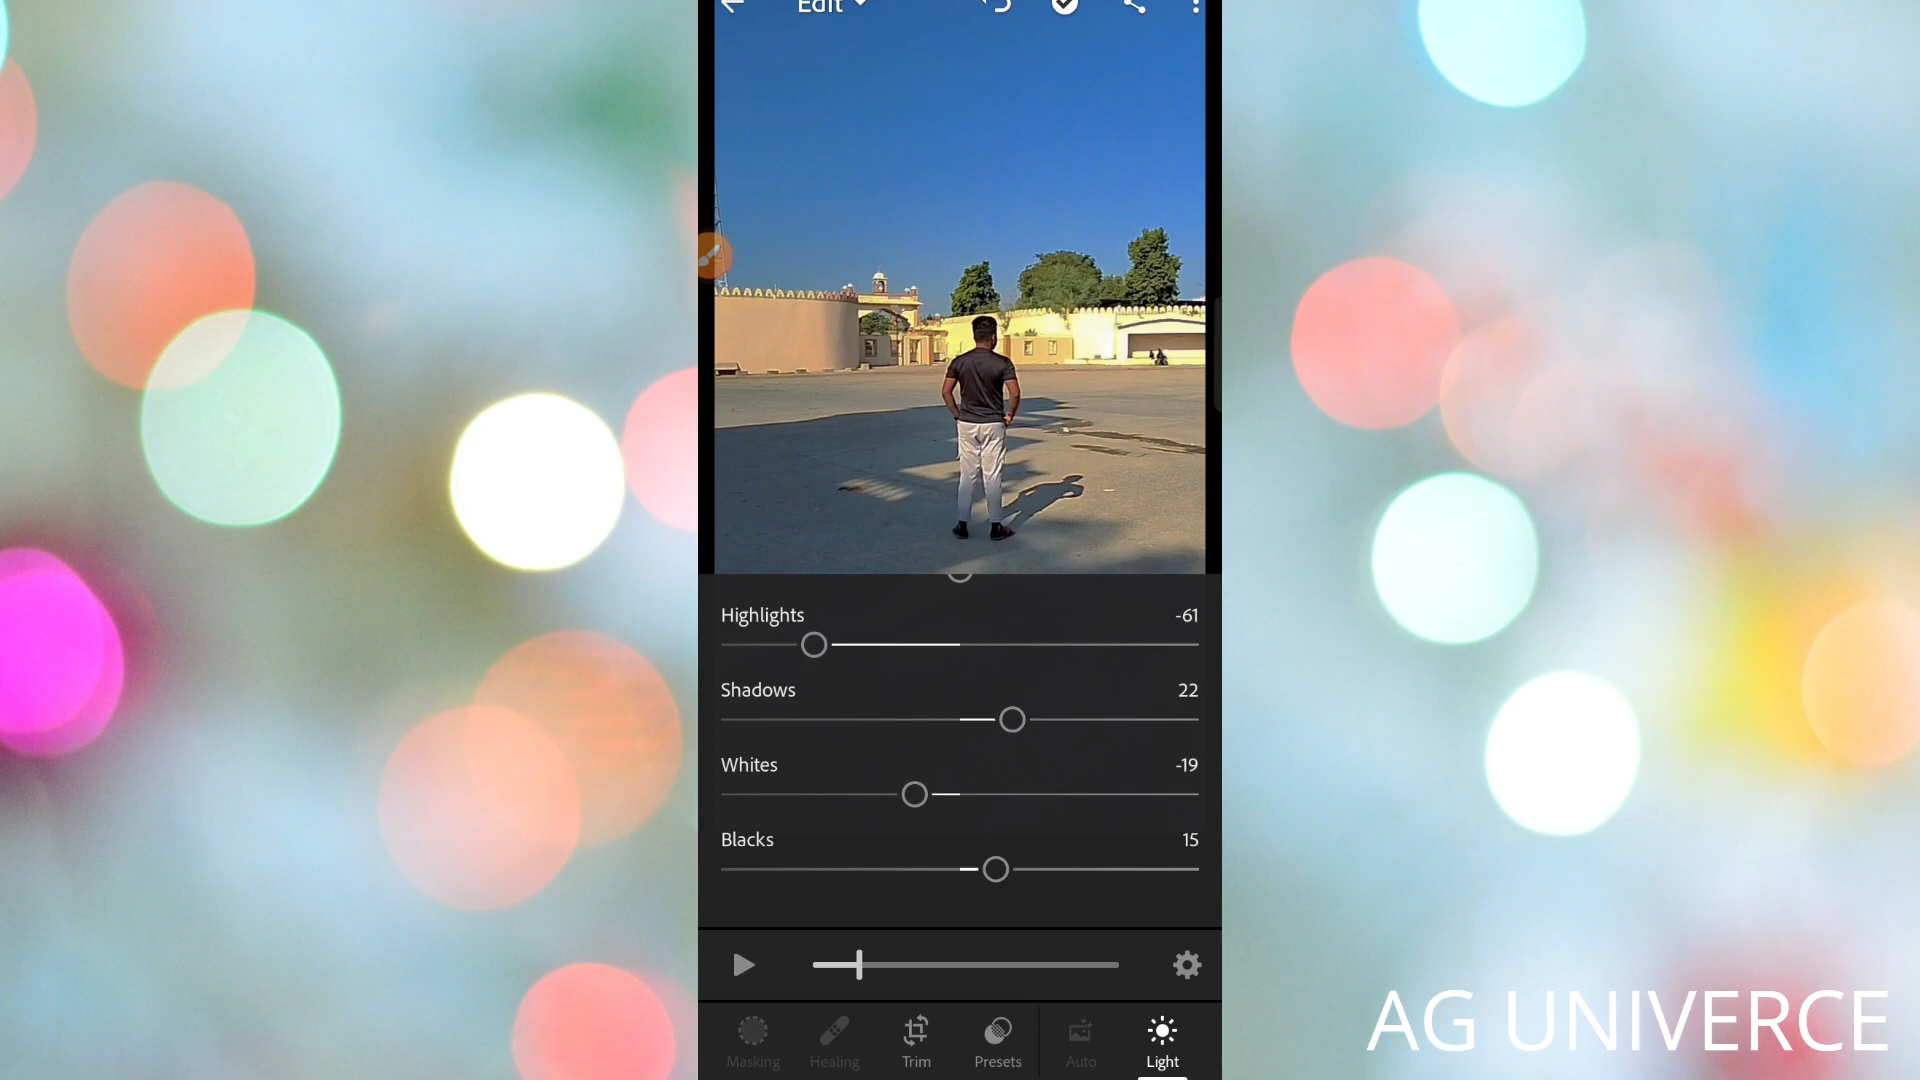 Edit
Highlights -61
Shadows 22
Whites -19
Blacks 15
Masking Healing Trim Presets Auto Light
AG UNIVERCE